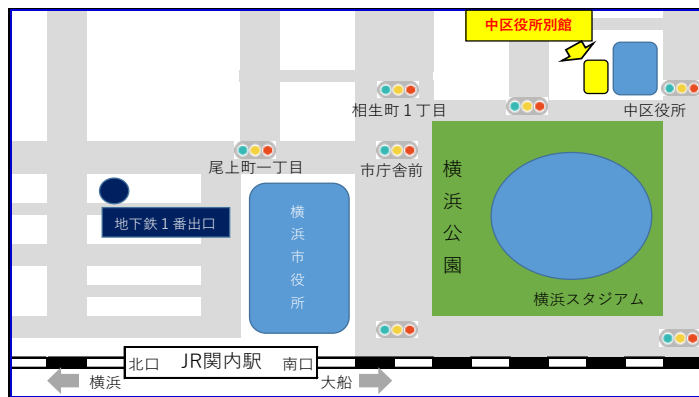 中区役所別館
相生町１丁目
中区役所
尾上町一丁目
市庁舎前
横浜公園
地下鉄１番出口
横浜市役所
横浜スタジアム
北口
JR関内駅
南口
横浜
大船